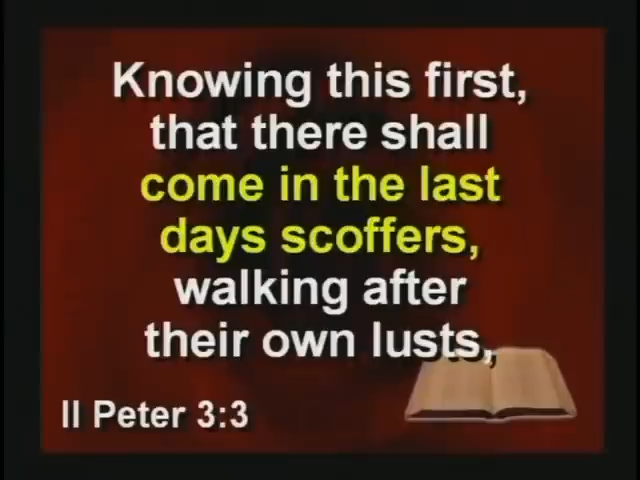 Knowing this first,
that there shall
come in the last
days scoffers,
walking after
their own lusts,
II Peter 3:3